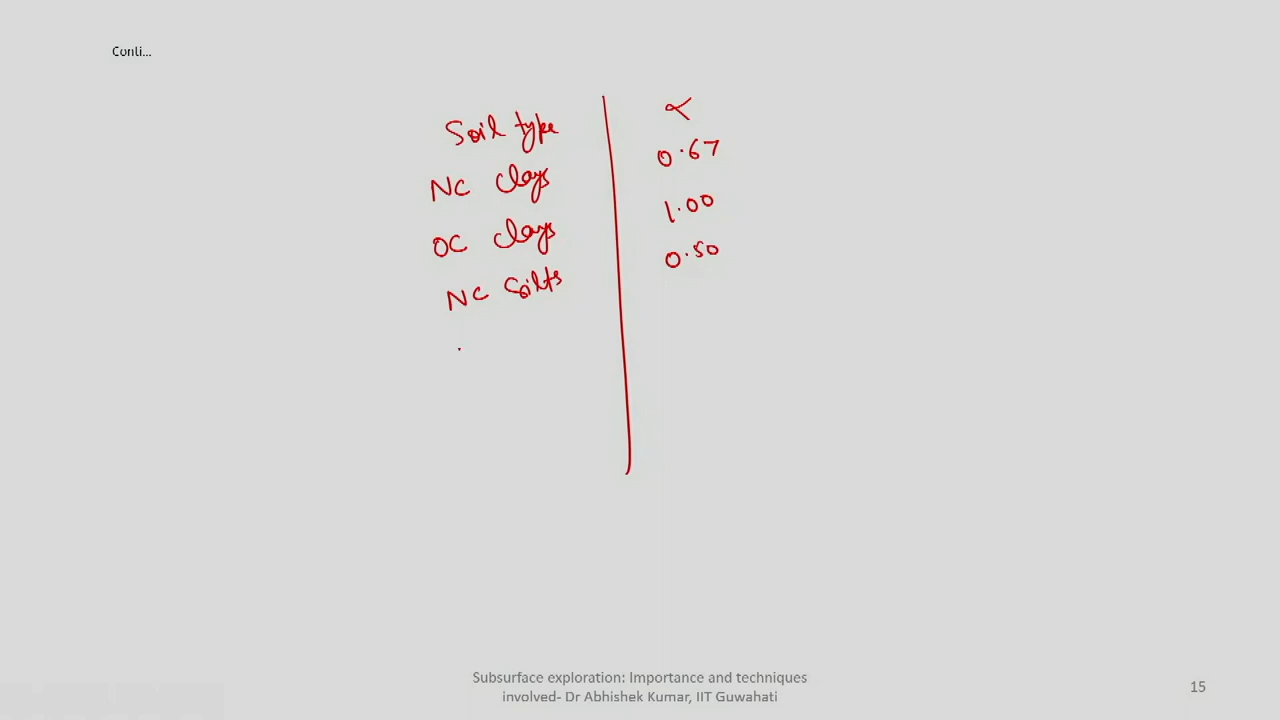 Conti...
Soil type α
NC clays 0.67
OC clays 1.00
NC Silts 0.50
Subsurface exploration: Importance and techniques
involved- Dr Abhishek Kumar, IIT Guwahati
15